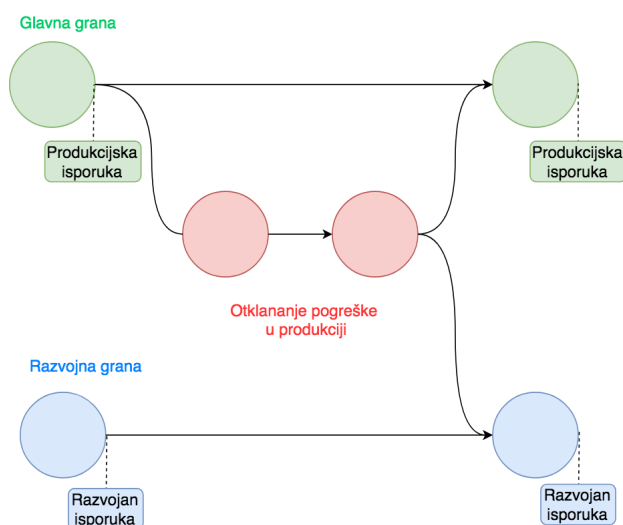 Glavna grana
Produkcijska
isporuka
Produkcijska
isporuka
Otklananje pogreške
u produkciji
Razvojna grana
Razvojan
isporuka
Razvojan
isporuka